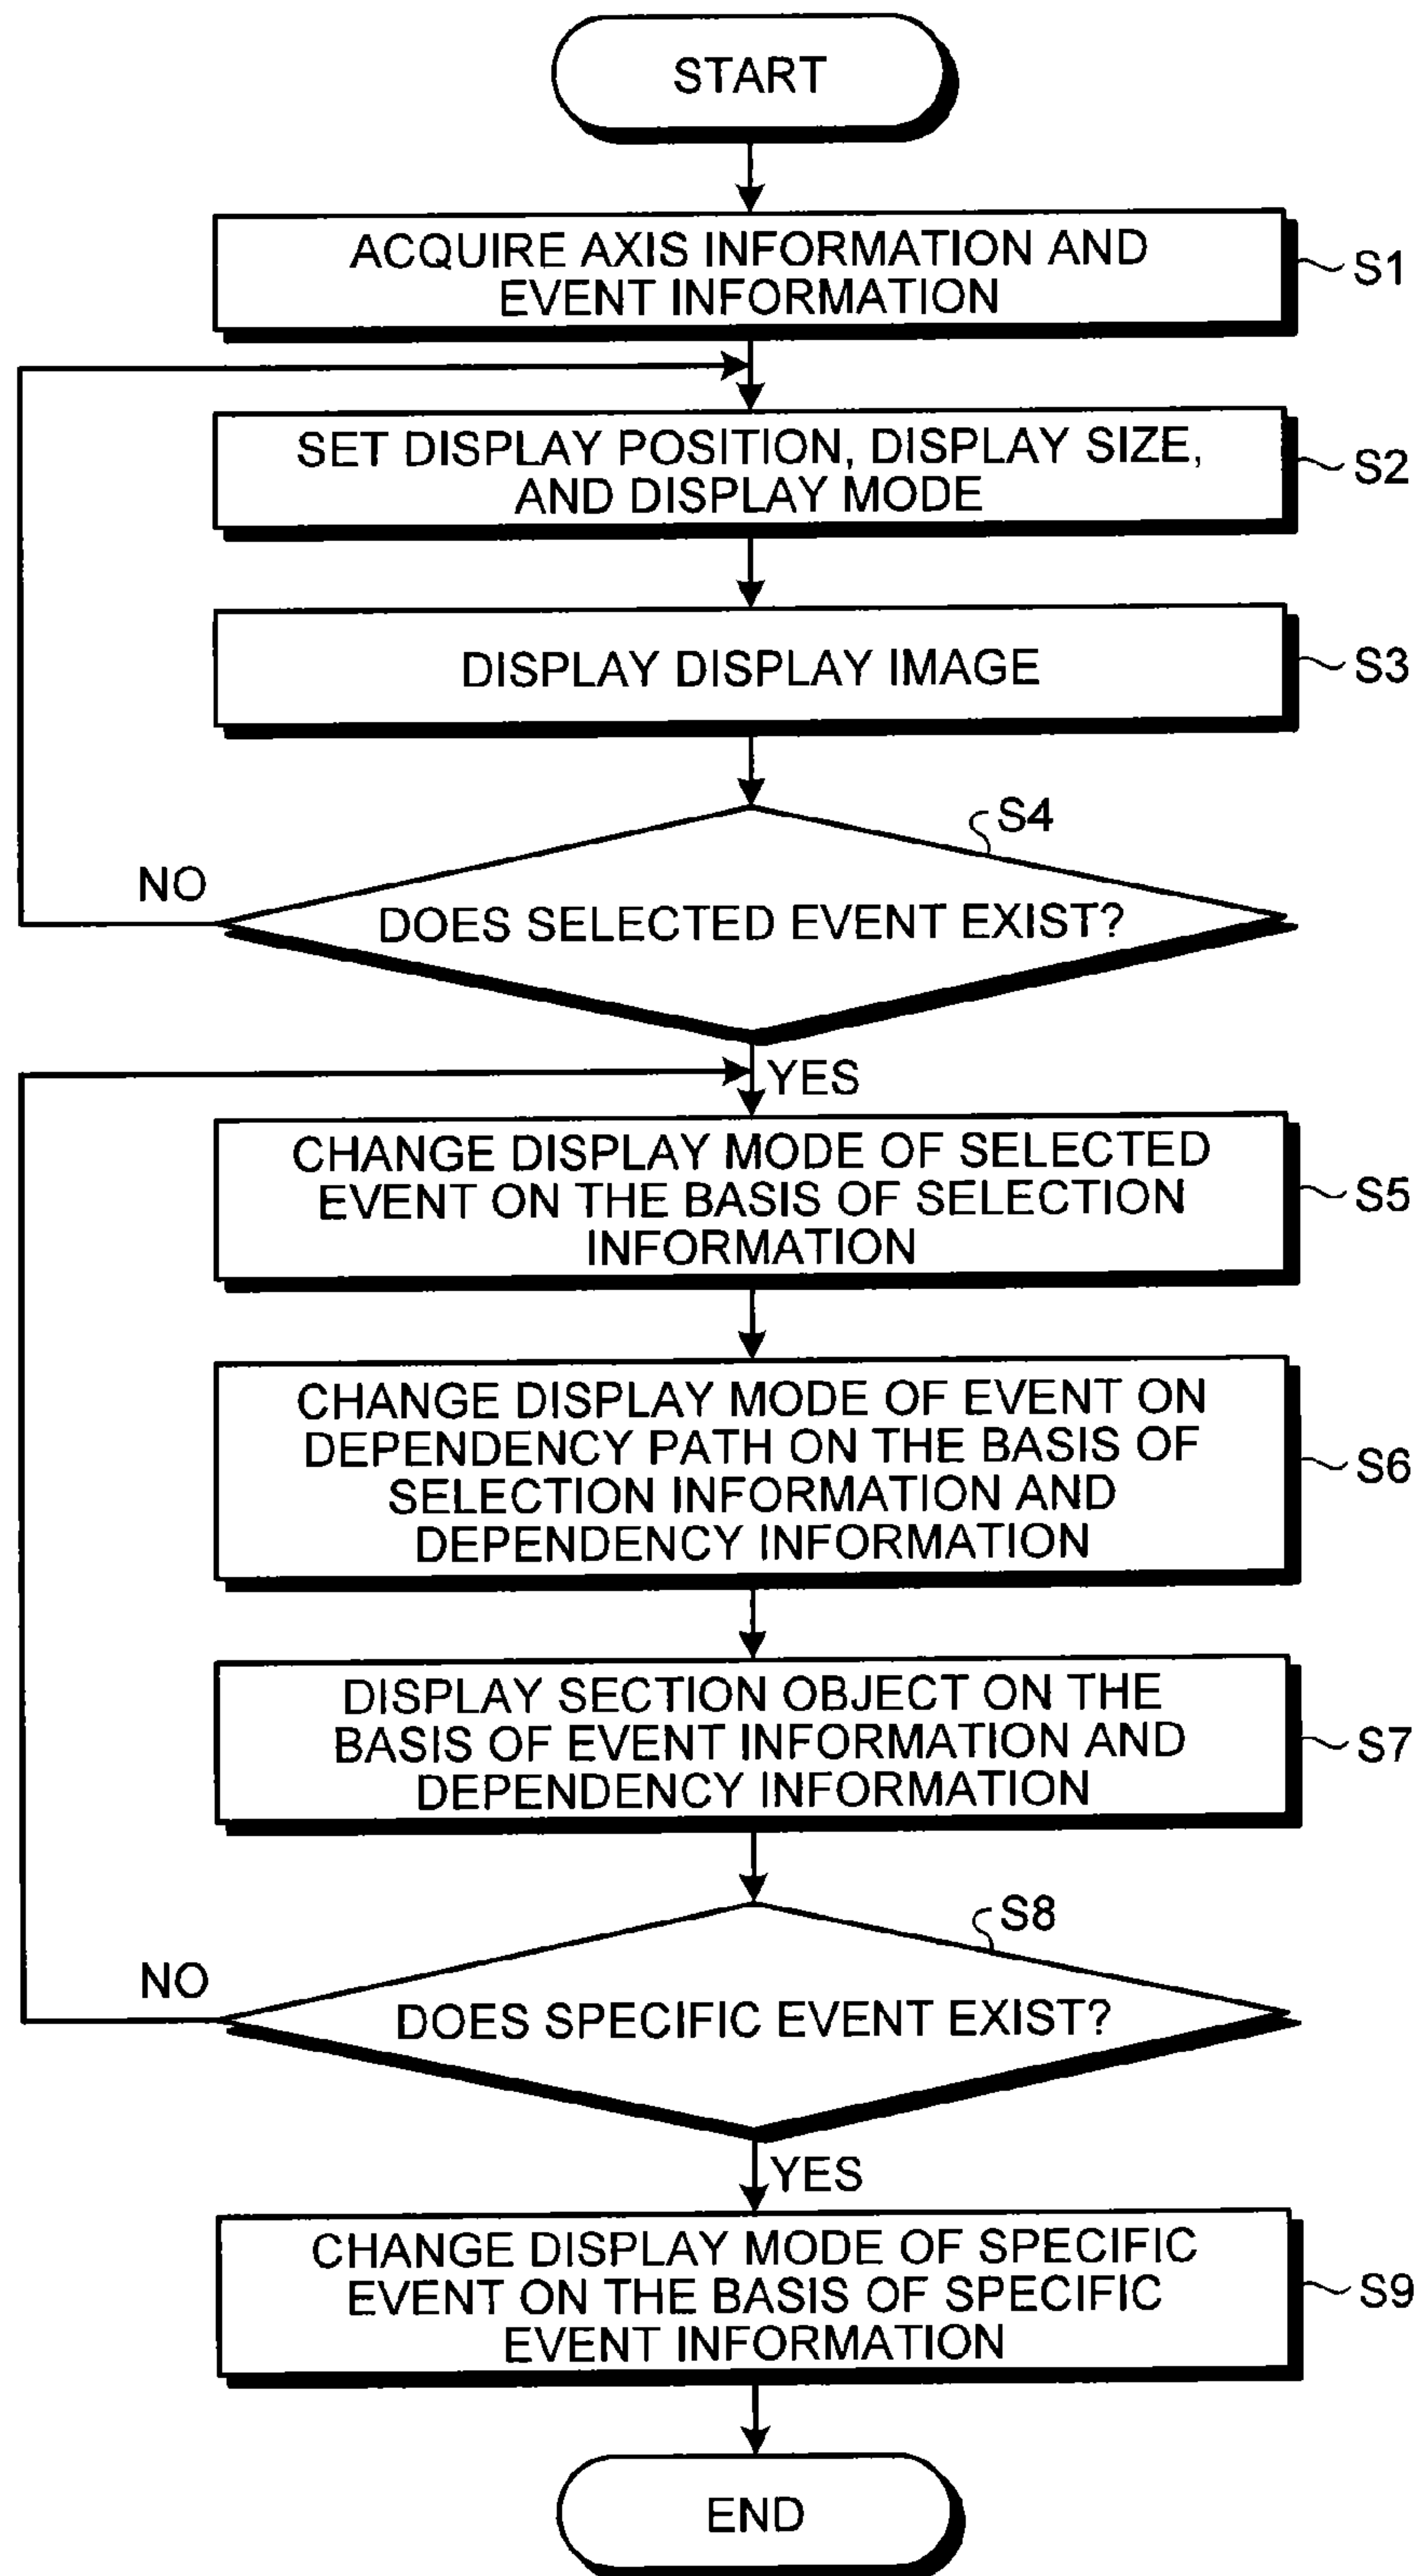 START
ACQUIRE AXIS INFORMATION AND
EVENT INFORMATION
S1
SET DISPLAY POSITION, DISPLAY SIZE,
AND DISPLAY MODE
S2
DISPLAY DISPLAY IMAGE
S3
S4
NO
DOES SELECTED EVENT EXIST?
YES
CHANGE DISPLAY MODE OF SELECTED
EVENT ON THE BASIS OF SELECTION
INFORMATION
S5
CHANGE DISPLAY MODE OF EVENT ON
DEPENDENCY PATH ON THE BASIS OF
SELECTION INFORMATION AND
DEPENDENCY INFORMATION
S6
DISPLAY SECTION OBJECT ON THE
BASIS OF EVENT INFORMATION AND
DEPENDENCY INFORMATION
S7
S8
NO
DOES SPECIFIC EVENT EXIST?
YES
CHANGE DISPLAY MODE OF SPECIFIC
EVENT ON THE BASIS OF SPECIFIC
EVENT INFORMATION
S9
END